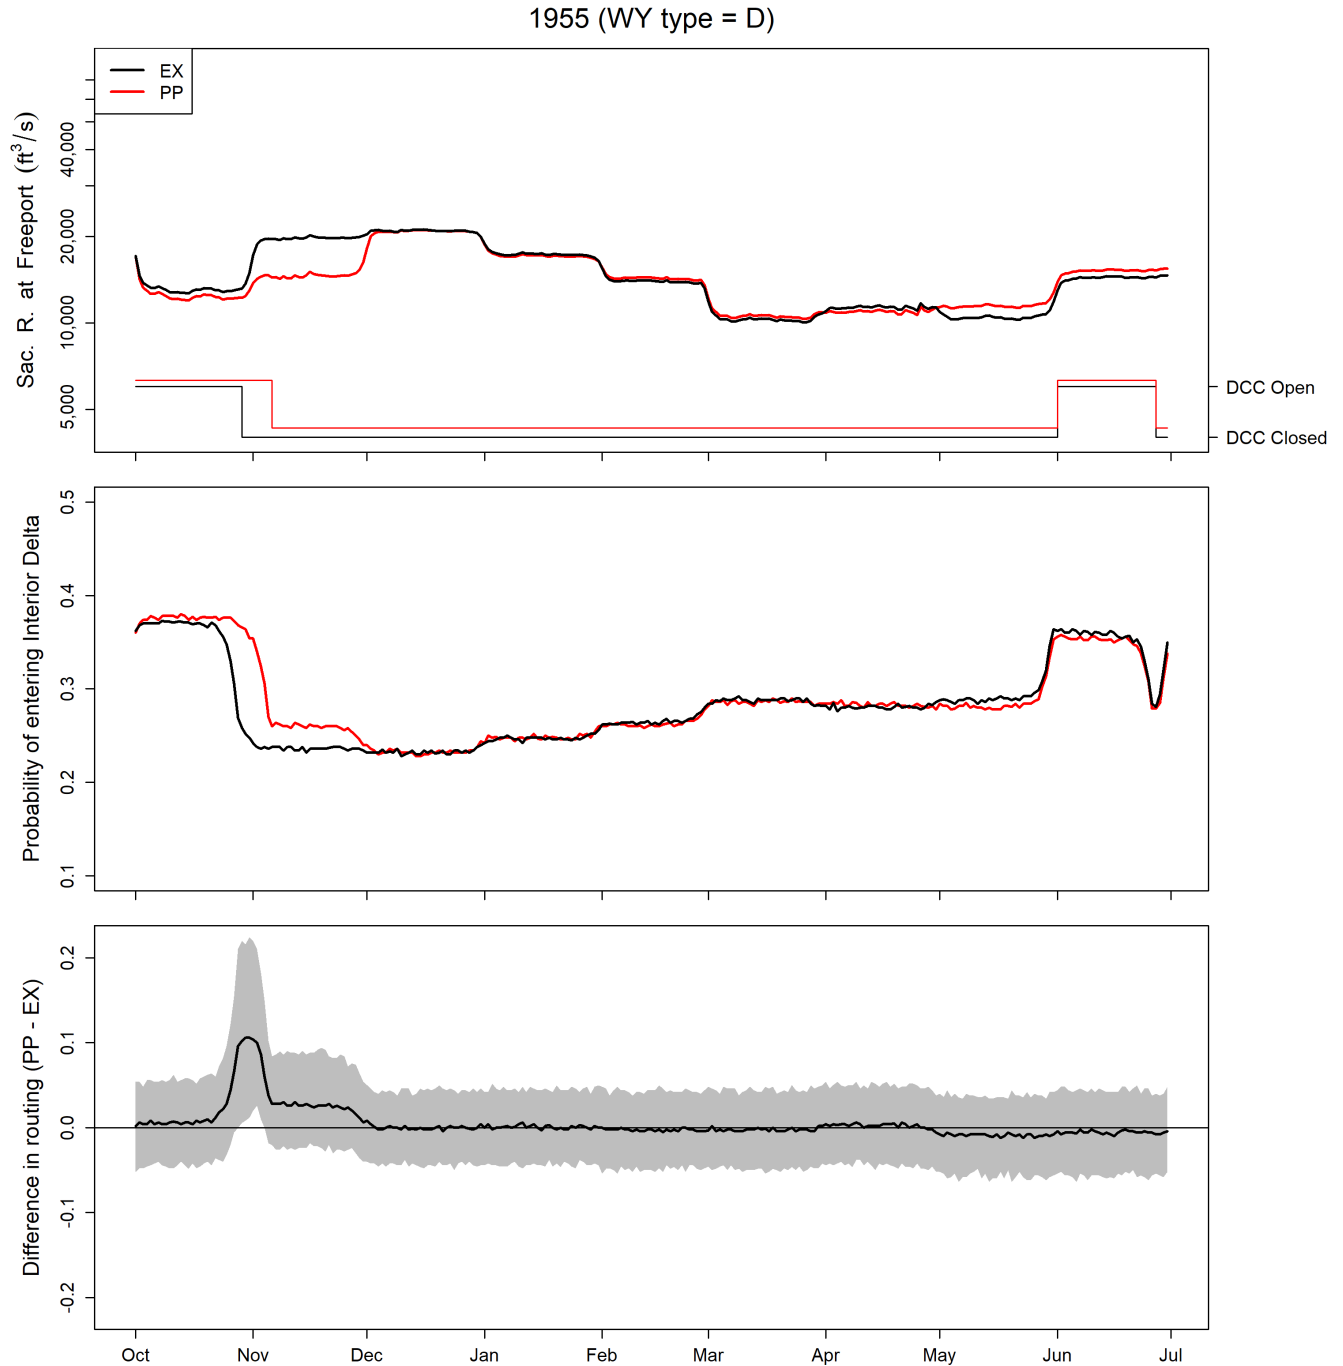 1955 (WY type = D)
EX
PP
Sac. R. at Freeport (ft³/s)
40,000
20,000
10,000
5,000
DCC Open
DCC Closed
Probability of entering Interior Delta
0.5
0.4
0.3
0.2
0.1
Difference in routing (PP - EX)
0.2
0.1
0.0
-0.1
-0.2
Oct Nov Dec Jan Feb Mar Apr May Jun Jul